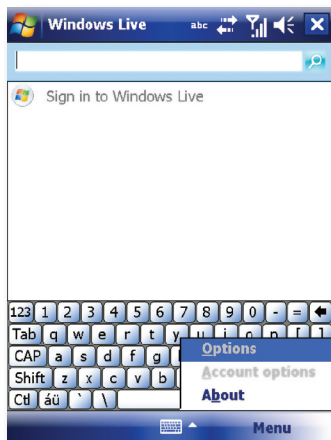 Windows Live abc
Sign in to Windows Live
123 1 2 3 4 5 6 7 8 9 0 - =
Tab q w e r t y u i o p [ ]
Options
CAP a s d f g
Account options
Shift z x c v b
About
Ctl áü ` \
Menu